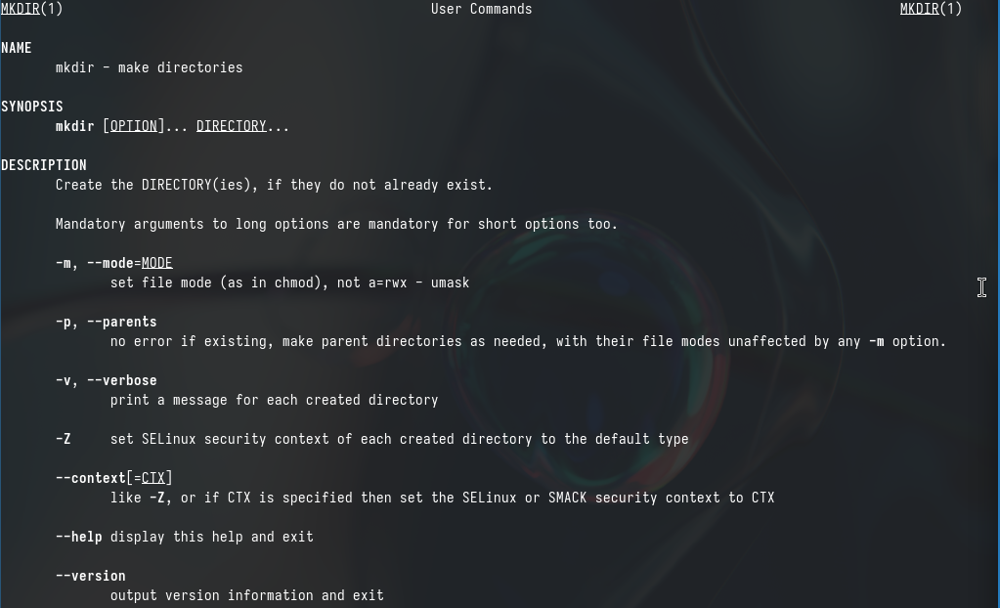 MKDIR(1) User Commands MKDIR(1)
NAME
mkdir - make directories
SYNOPSIS
mkdir [OPTION]... DIRECTORY...
DESCRIPTION
Create the DIRECTORY(ies), if they do not already exist.
Mandatory arguments to long options are mandatory for short options too.
-m, --mode=MODE
set file mode (as in chmod), not a=rwx - umask
-p, --parents
no error if existing, make parent directories as needed, with their file modes unaffected by any -m option.
-v, --verbose
print a message for each created directory
-Z set SELinux security context of each created directory to the default type
--context[=CTX]
like -Z, or if CTX is specified then set the SELinux or SMACK security context to CTX
--help display this help and exit
--version
output version information and exit